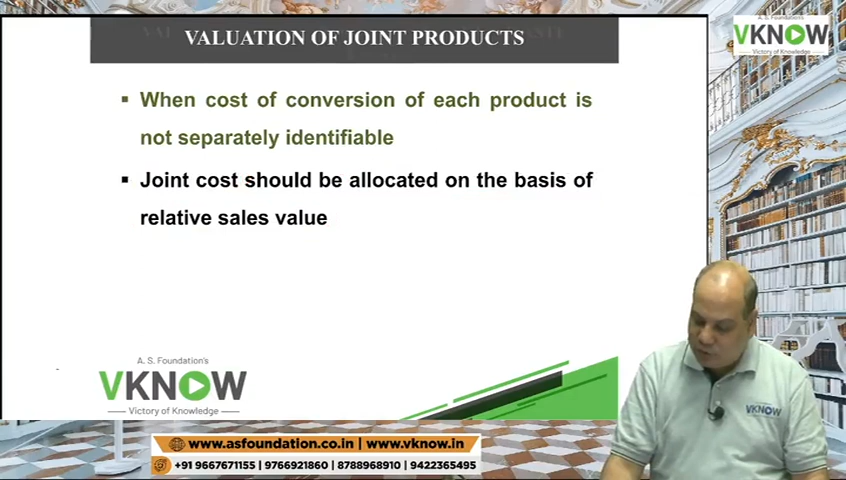 VALUATION OF JOINT PRODUCTS
A. S. Foundation's
VKNOW
Victory of Knowledge
▪ When cost of conversion of each product is
not separately identifiable
▪ Joint cost should be allocated on the basis of
relative sales value
A. S. Foundation's
VKNOW
Victory of Knowledge
VKNOW
www.asfoundation.co.in | www.vknow.in
+91 9667671155 | 9766921860 | 8788968910 | 9422365495